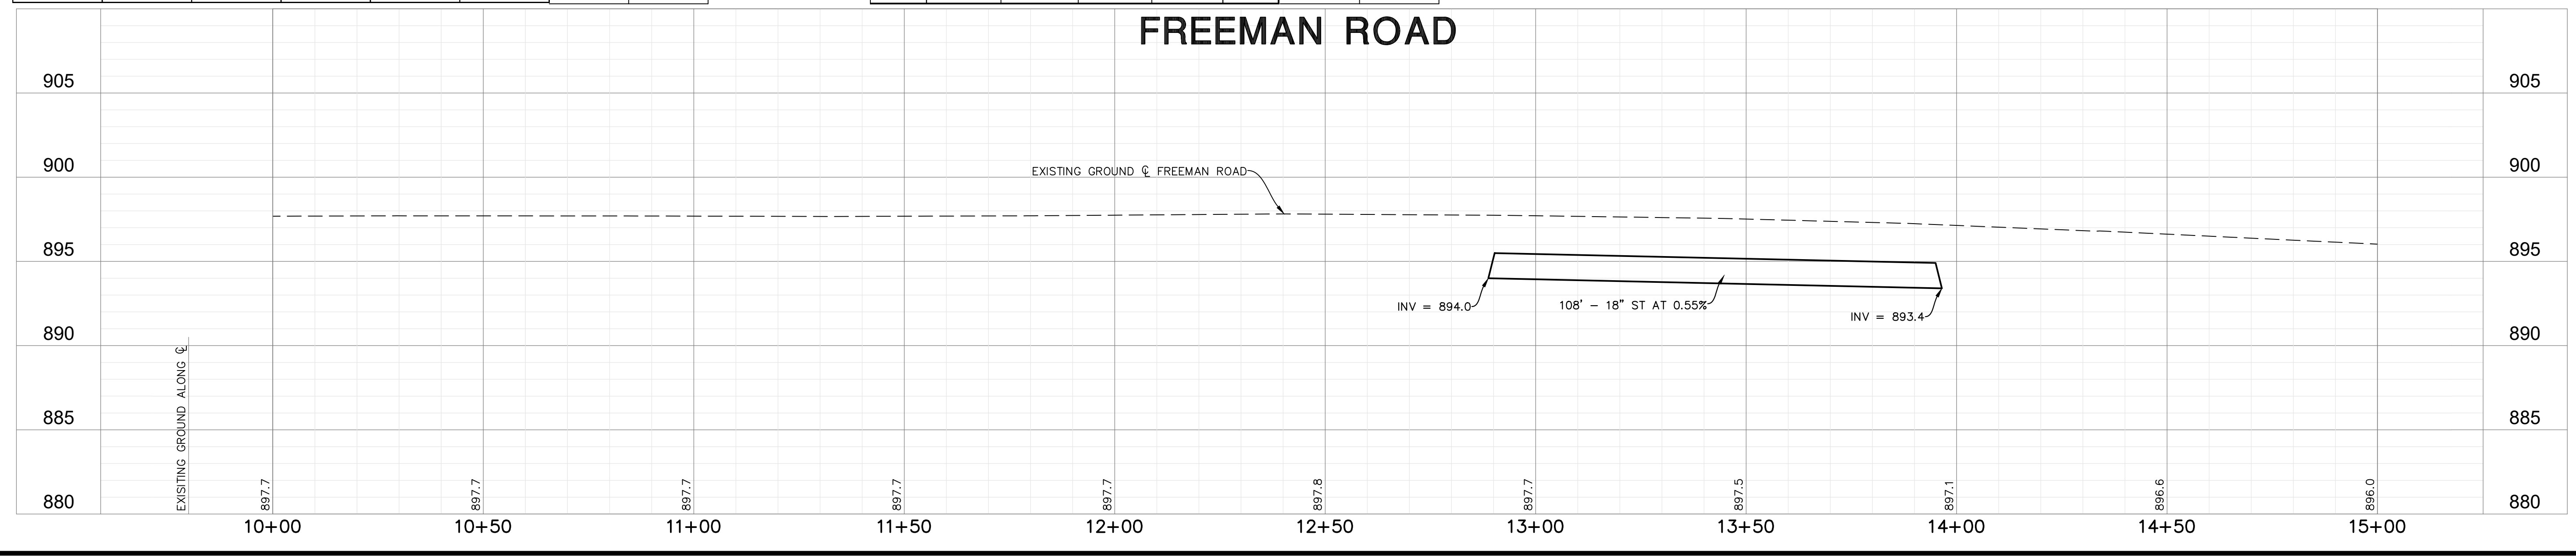 FREEMAN ROAD
905 905
900 900
EXISTING GROUND ℄ FREEMAN ROAD
895 895
INV = 894.0
108' – 18" ST AT 0.55%
INV = 893.4
890 890
885 885
880 880
EXISITING GROUND ALONG ℄
897.7 897.7 897.7 897.7 897.7 897.8 897.7 897.5 897.1 896.6 896.0
10+00 10+50 11+00 11+50 12+00 12+50 13+00 13+50 14+00 14+50 15+00